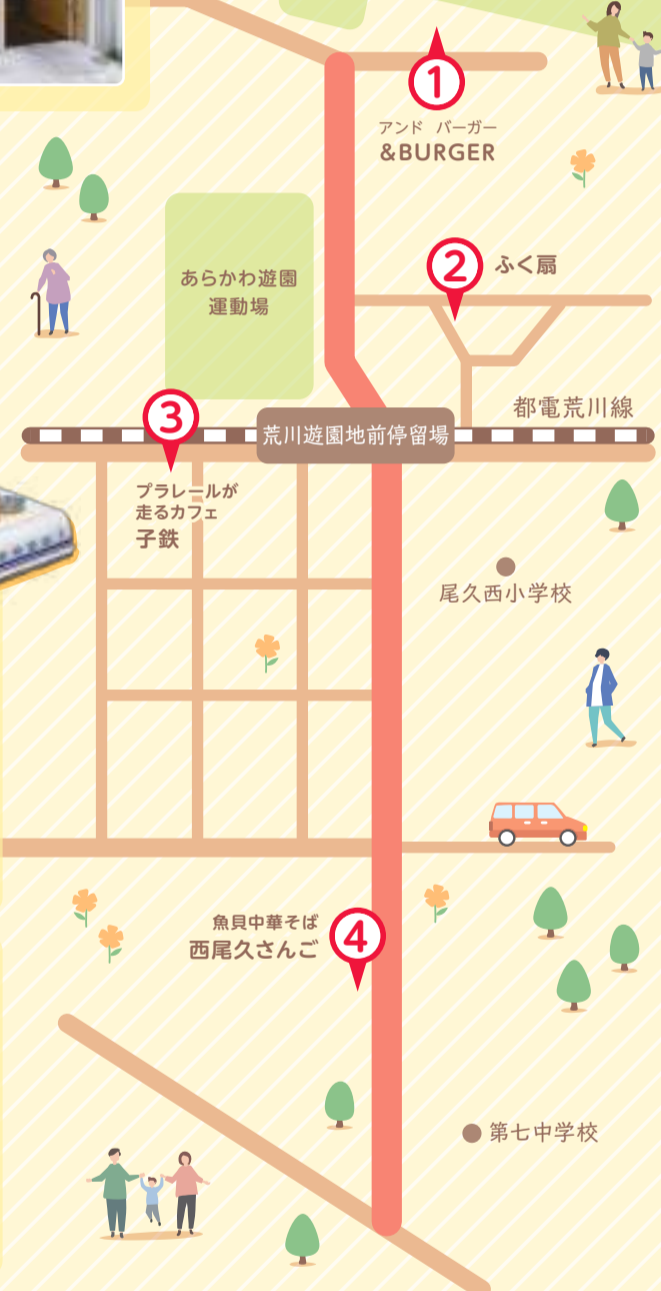 1
アンド バーガー
&BURGER
2
ふく扇
あらかわ遊園
運動場
都電荒川線
3
荒川遊園地前停留場
プラレールが
走るカフェ
子鉄
尾久西小学校
魚貝中華そば
西尾久さんご
4
第七中学校